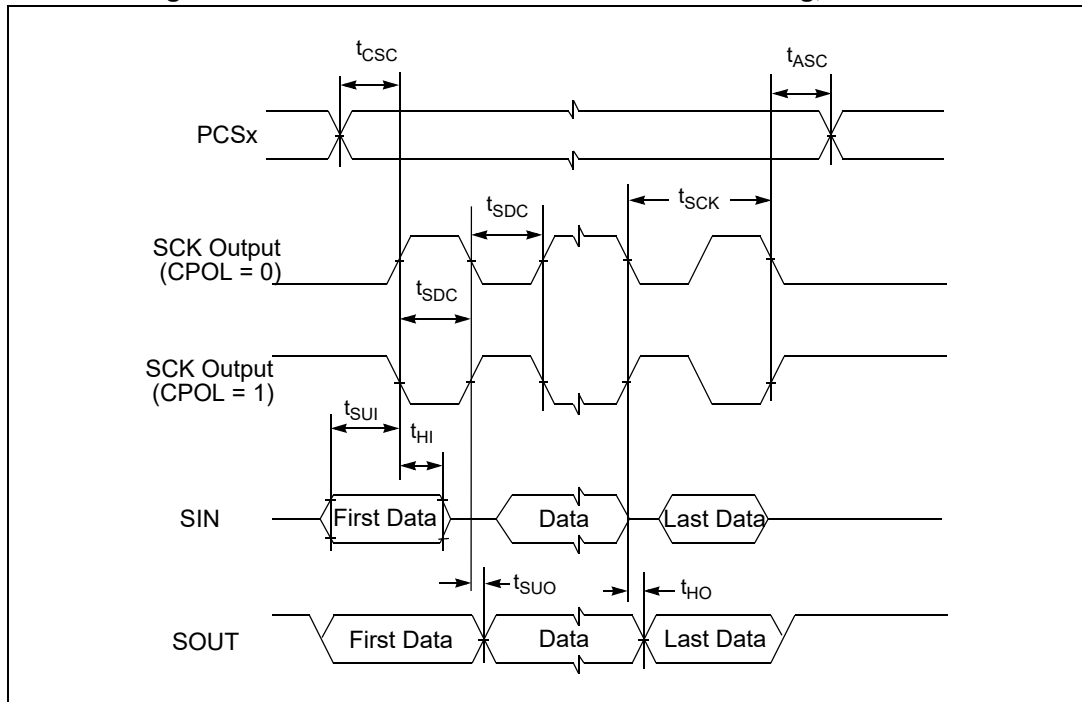 tCSC
tASC
PCSx
tSCK
tSDC
SCK Output
(CPOL = 0)
tSDC
SCK Output
(CPOL = 1)
tSUI
tHI
SIN
First Data
Data
Last Data
tSUO
tHO
SOUT
First Data
Data
Last Data